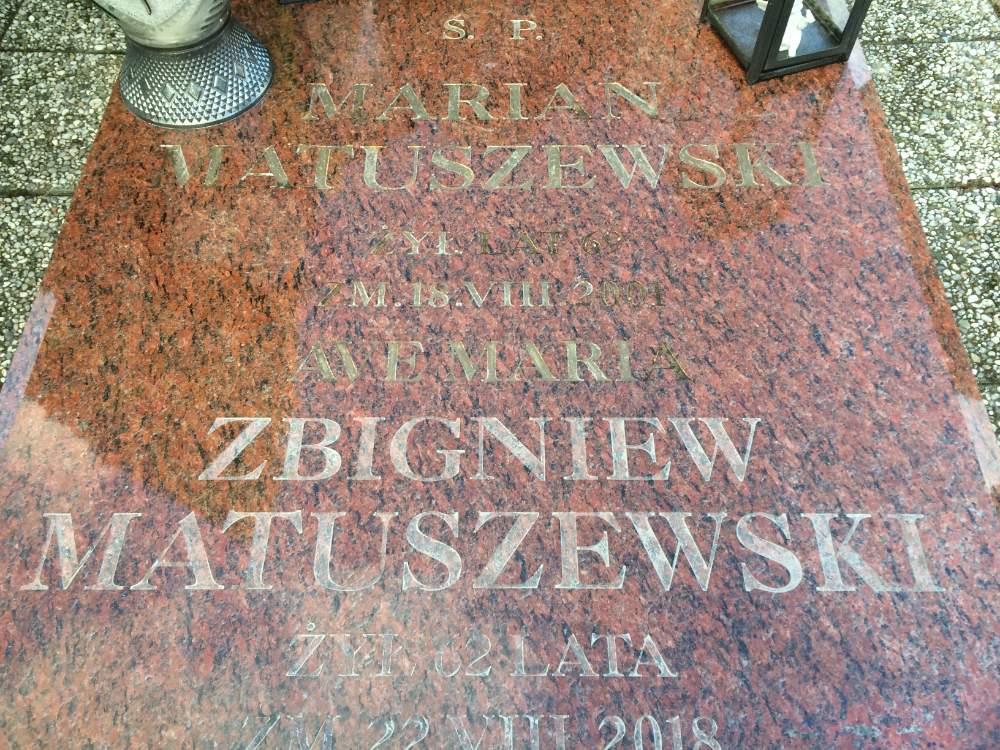 Ś. P.
MARIAN
MATUSZEWSKI
ŻYŁ LAT 69
ZM. 18.VIII.2001
AVE MARIA
ZBIGNIEW
MATUSZEWSKI
ŻYŁ 62 LATA
ZM. 22 VIII 2018